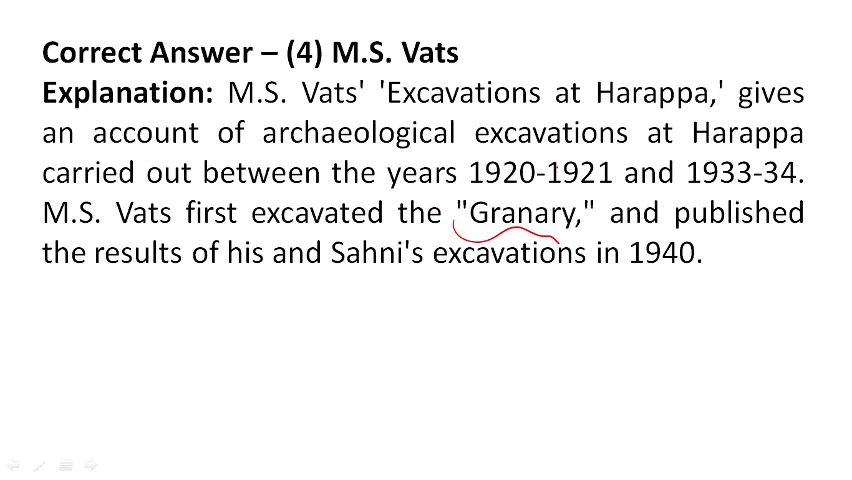 Correct Answer – (4) M.S. Vats
Explanation: M.S. Vats' 'Excavations at Harappa,' gives
an account of archaeological excavations at Harappa
carried out between the years 1920-1921 and 1933-34.
M.S. Vats first excavated the "Granary," and published
the results of his and Sahni's excavations in 1940.